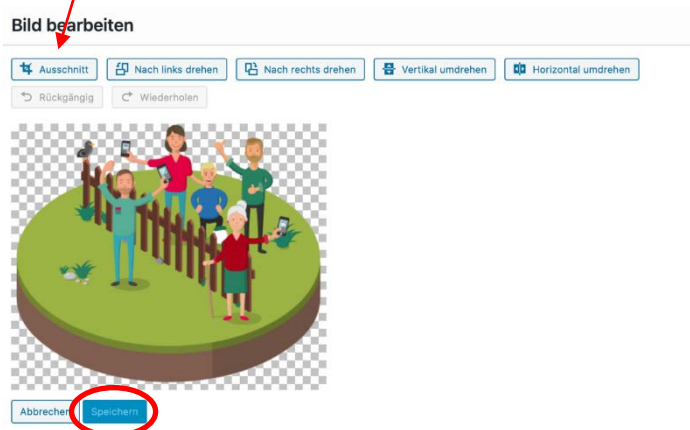 Bild bearbeiten
Ausschnitt Nach links drehen Nach rechts drehen Vertikal umdrehen Horizontal umdrehen
Rückgängig Wiederholen
Abbrechen Speichern